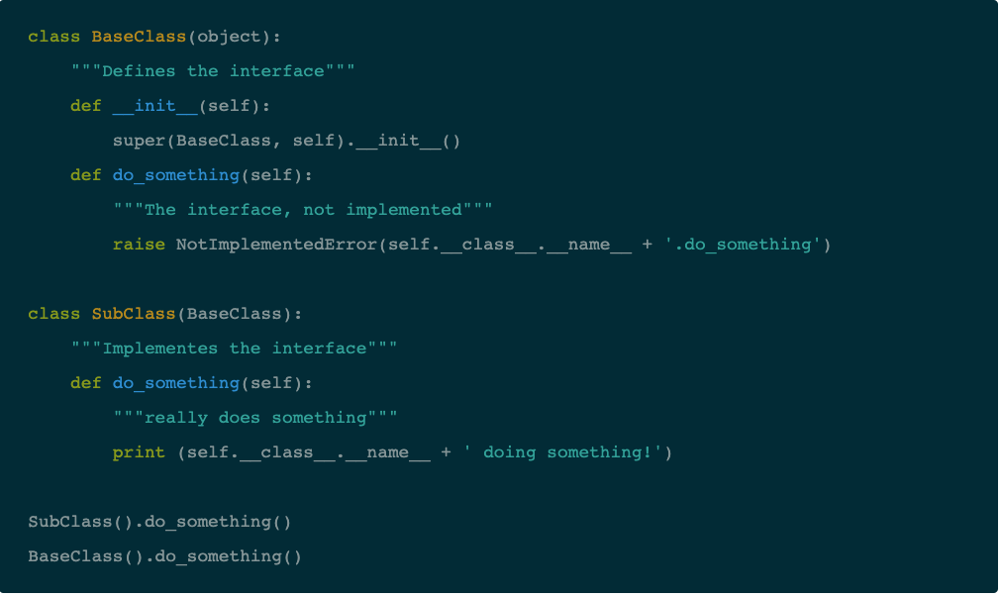 class BaseClass(object):
    """Defines the interface"""
    def __init__(self):
        super(BaseClass, self).__init__()
    def do_something(self):
        """The interface, not implemented"""
        raise NotImplementedError(self.__class__.__name__ + '.do_something')

class SubClass(BaseClass):
    """Implementes the interface"""
    def do_something(self):
        """really does something"""
        print (self.__class__.__name__ + ' doing something!')

SubClass().do_something()
BaseClass().do_something()